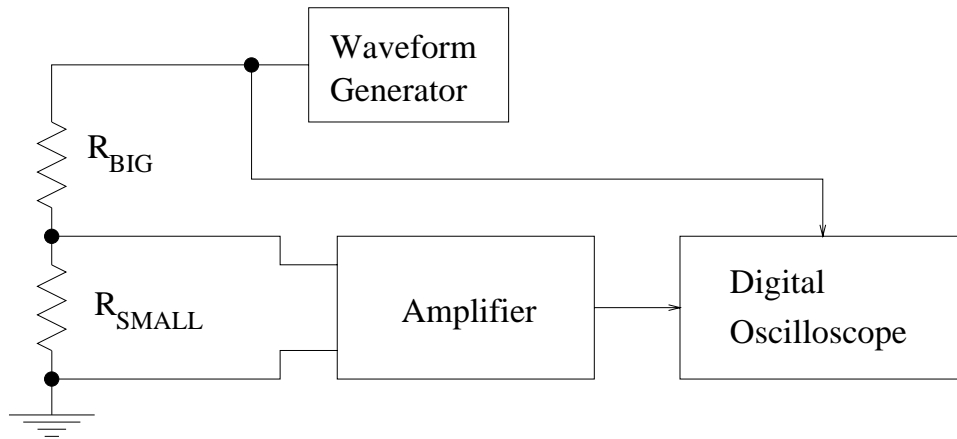 Waveform
Generator
R_BIG
R_SMALL
Amplifier
Digital
Oscilloscope